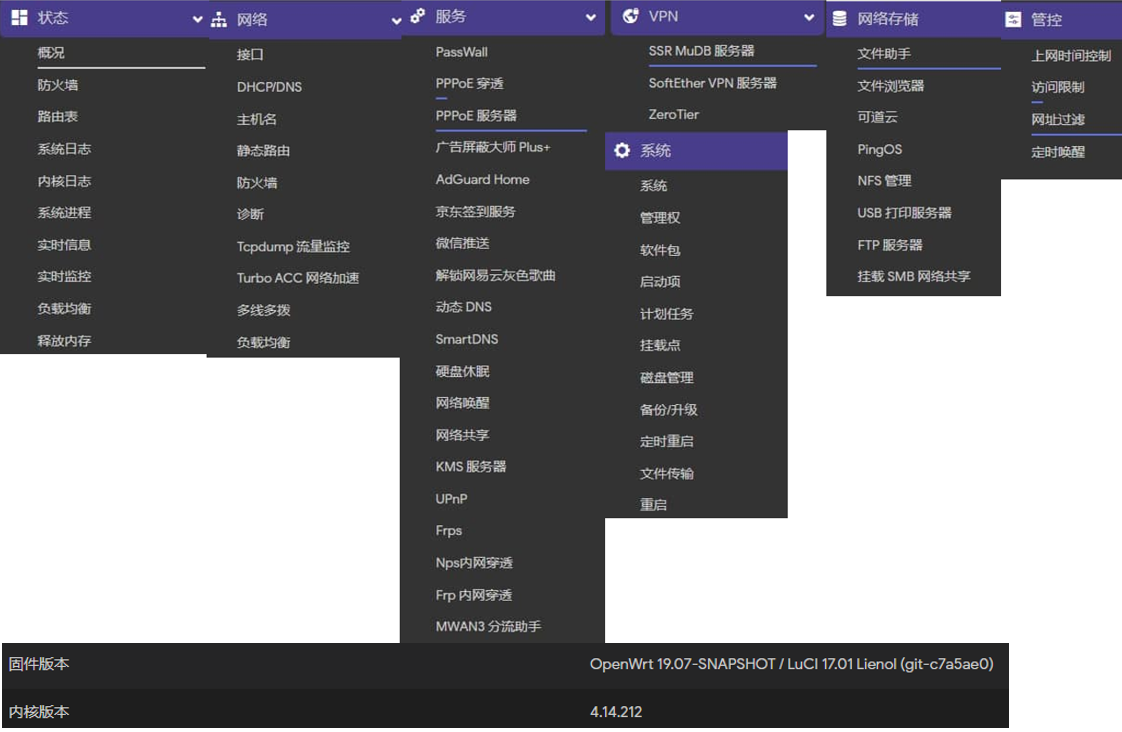 状态
概况
防火墙
路由表
系统日志
内核日志
系统进程
实时信息
实时监控
负载均衡
释放内存
网络
接口
DHCP/DNS
主机名
静态路由
防火墙
诊断
Tcpdump 流量监控
Turbo ACC 网络加速
多线多拨
负载均衡
服务
PassWall
PPPoE 穿透
PPPoE 服务器
广告屏蔽大师 Plus+
AdGuard Home
京东签到服务
微信推送
解锁网易云灰色歌曲
动态 DNS
SmartDNS
硬盘休眠
网络唤醒
网络共享
KMS 服务器
UPnP
Frps
Nps内网穿透
Frp 内网穿透
MWAN3 分流助手
VPN
SSR MuDB 服务器
SoftEther VPN 服务器
ZeroTier
系统
系统
管理权
软件包
启动项
计划任务
挂载点
磁盘管理
备份/升级
定时重启
文件传输
重启
网络存储
文件助手
文件浏览器
可道云
PingOS
NFS 管理
USB 打印服务器
FTP 服务器
挂载 SMB 网络共享
管控
上网时间控制
访问限制
网址过滤
定时唤醒
固件版本 OpenWrt 19.07-SNAPSHOT / LuCI 17.01 Lienol (git-c7a5ae0)
内核版本 4.14.212